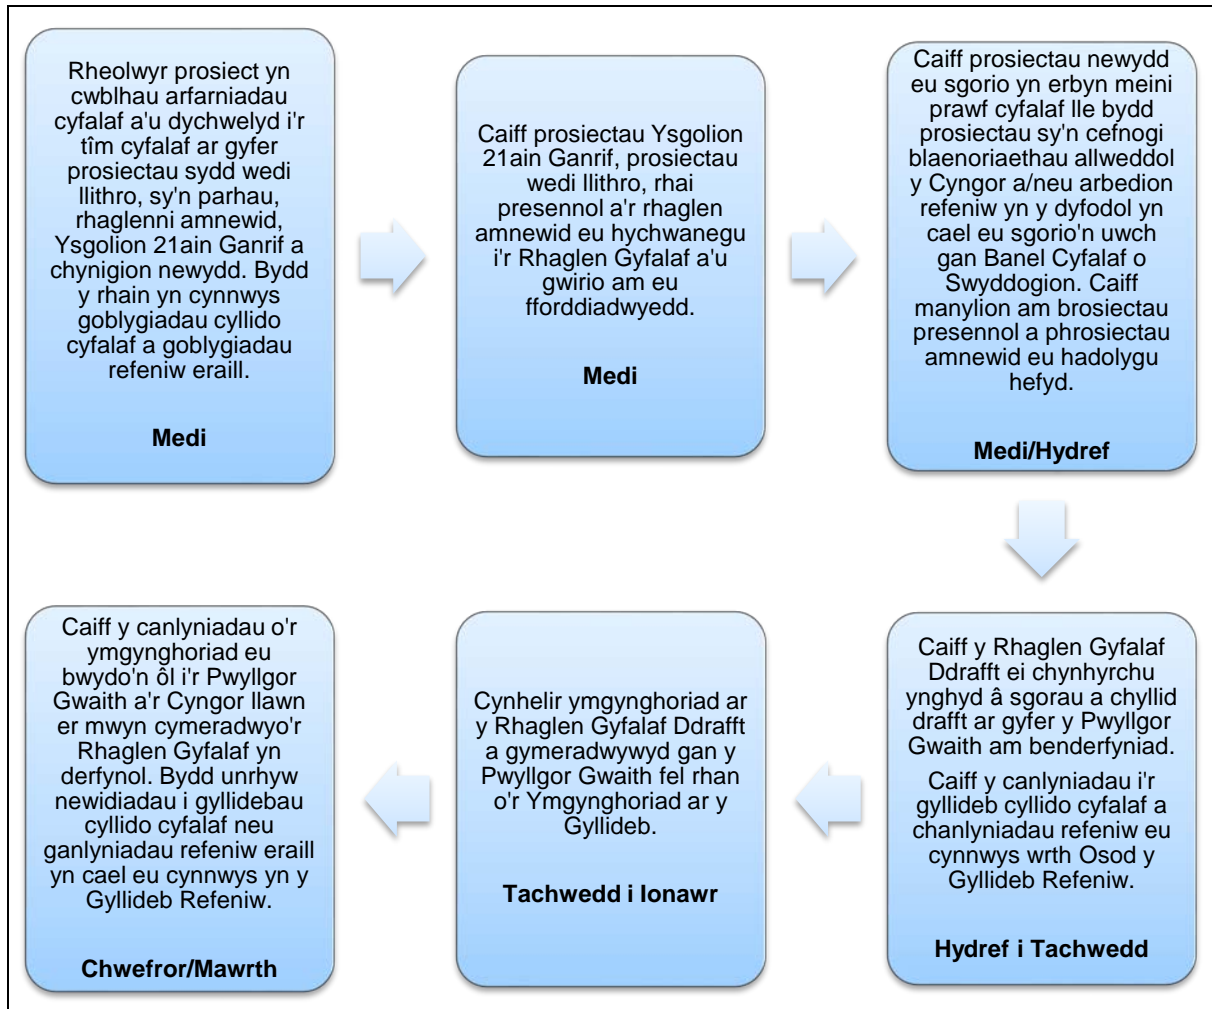 Rheolwyr prosiect yn
cwblhau arfarniadau
cyfalaf a'u dychwelyd i'r
tîm cyfalaf ar gyfer
prosiectau sydd wedi
llithro, sy'n parhau,
rhaglenni amnewid,
Ysgolion 21ain Ganrif a
chynigion newydd. Bydd
y rhain yn cynnwys
goblygiadau cyllido
cyfalaf a goblygiadau
refeniw eraill.
Medi
Caiff prosiectau Ysgolion
21ain Ganrif, prosiectau
wedi llithro, rhai
presennol a'r rhaglen
amnewid eu hychwanegu
i'r Rhaglen Gyfalaf a'u
gwirio am eu
fforddiadwyedd.
Medi
Caiff prosiectau newydd
eu sgorio yn erbyn meini
prawf cyfalaf lle bydd
prosiectau sy'n cefnogi
blaenoriaethau allweddol
y Cyngor a/neu arbedion
refeniw yn y dyfodol yn
cael eu sgorio'n uwch
gan Banel Cyfalaf o
Swyddogion. Caiff
manylion am brosiectau
presennol a phrosiectau
amnewid eu hadolygu
hefyd.
Medi/Hydref
Caiff y Rhaglen Gyfalaf
Ddrafft ei chynhyrchu
ynghyd â sgorau a chyllid
drafft ar gyfer y Pwyllgor
Gwaith am benderfyniad.
Caiff y canlyniadau i'r
gyllideb cyllido cyfalaf a
chanlyniadau refeniw eu
cynnwys wrth Osod y
Gyllideb Refeniw.
Hydref i Tachwedd
Cynhelir ymgynghoriad ar
y Rhaglen Gyfalaf Ddrafft
a gymeradwywyd gan y
Pwyllgor Gwaith fel rhan
o'r Ymgynghoriad ar y
Gyllideb.
Tachwedd i Ionawr
Caiff y canlyniadau o'r
ymgynghoriad eu
bwydo'n ôl i'r Pwyllgor
Gwaith a'r Cyngor llawn
er mwyn cymeradwyo'r
Rhaglen Gyfalaf yn
derfynol. Bydd unrhyw
newidiadau i gyllidebau
cyllido cyfalaf neu
ganlyniadau refeniw eraill
yn cael eu cynnwys yn y
Gyllideb Refeniw.
Chwefror/Mawrth